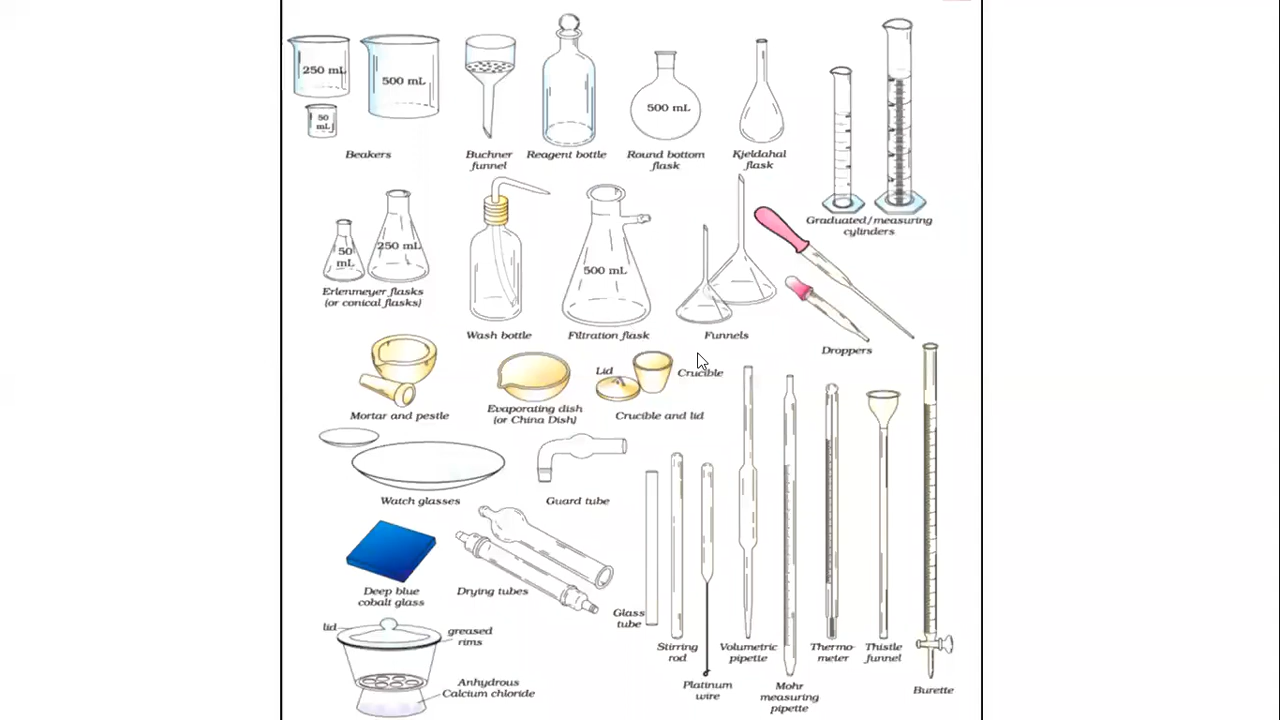 250 mL
500 mL
50
mL
Beakers
Buchner
funnel
Reagent bottle
500 mL
Round bottom
flask
Kjeldahal
flask
Graduated/measuring
cylinders
50
mL
250 mL
Erlenmeyer flasks
(or conical flasks)
Wash bottle
500 mL
Filtration flask
Funnels
Droppers
Mortar and pestle
Evaporating dish
(or China Dish)
Lid
Crucible
Crucible and lid
Watch glasses
Guard tube
Deep blue
cobalt glass
Drying tubes
Glass
tube
Stirring
rod
Platinum
wire
Volumetric
pipette
Mohr
measuring
pipette
Thermo-
meter
Thistle
funnel
Burette
lid
greased
rims
Anhydrous
Calcium chloride